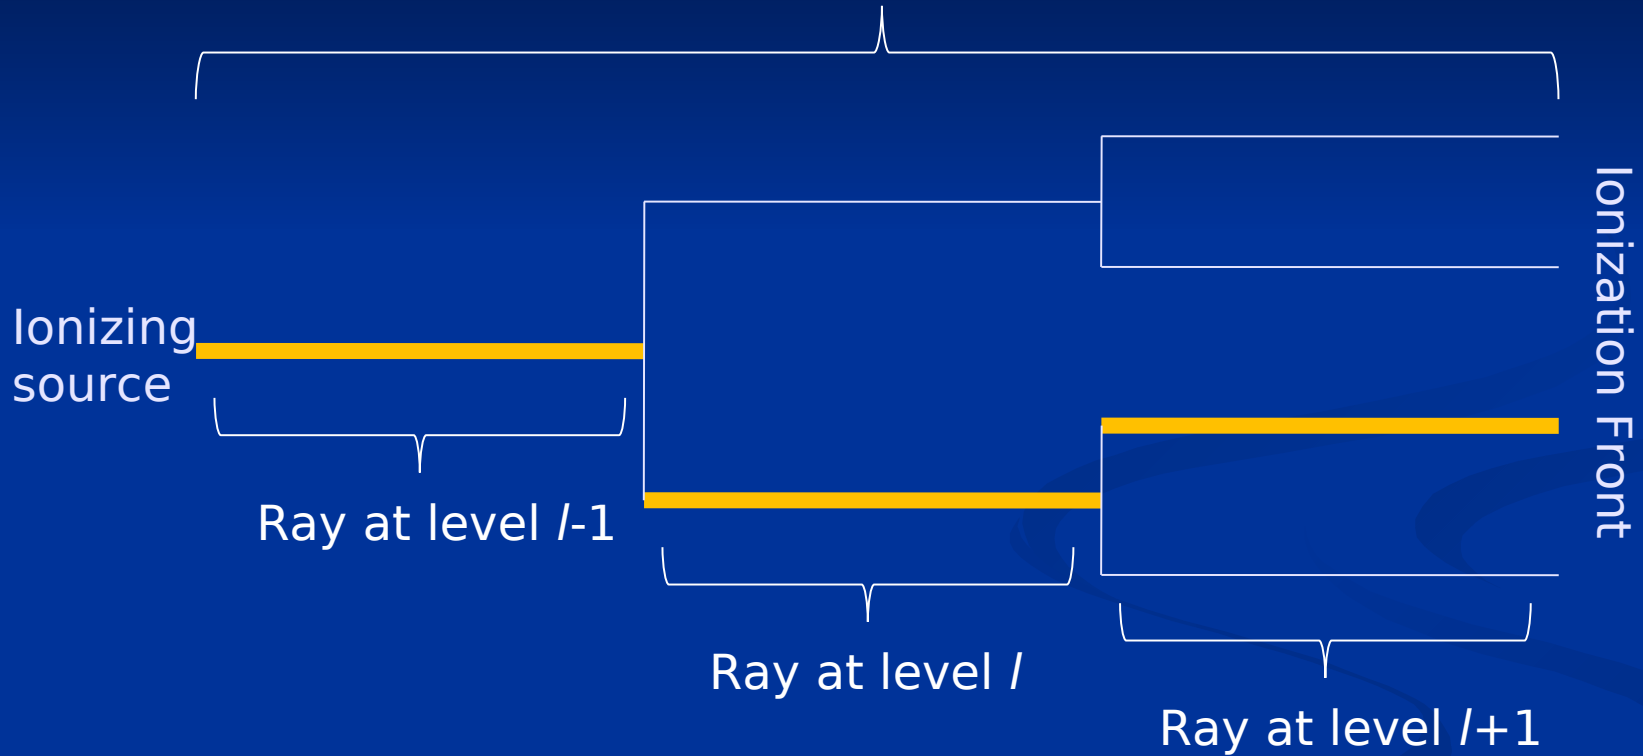 Ionizing
source
Ray at level l-1
Ray at level l
Ray at level l+1
Ionization Front